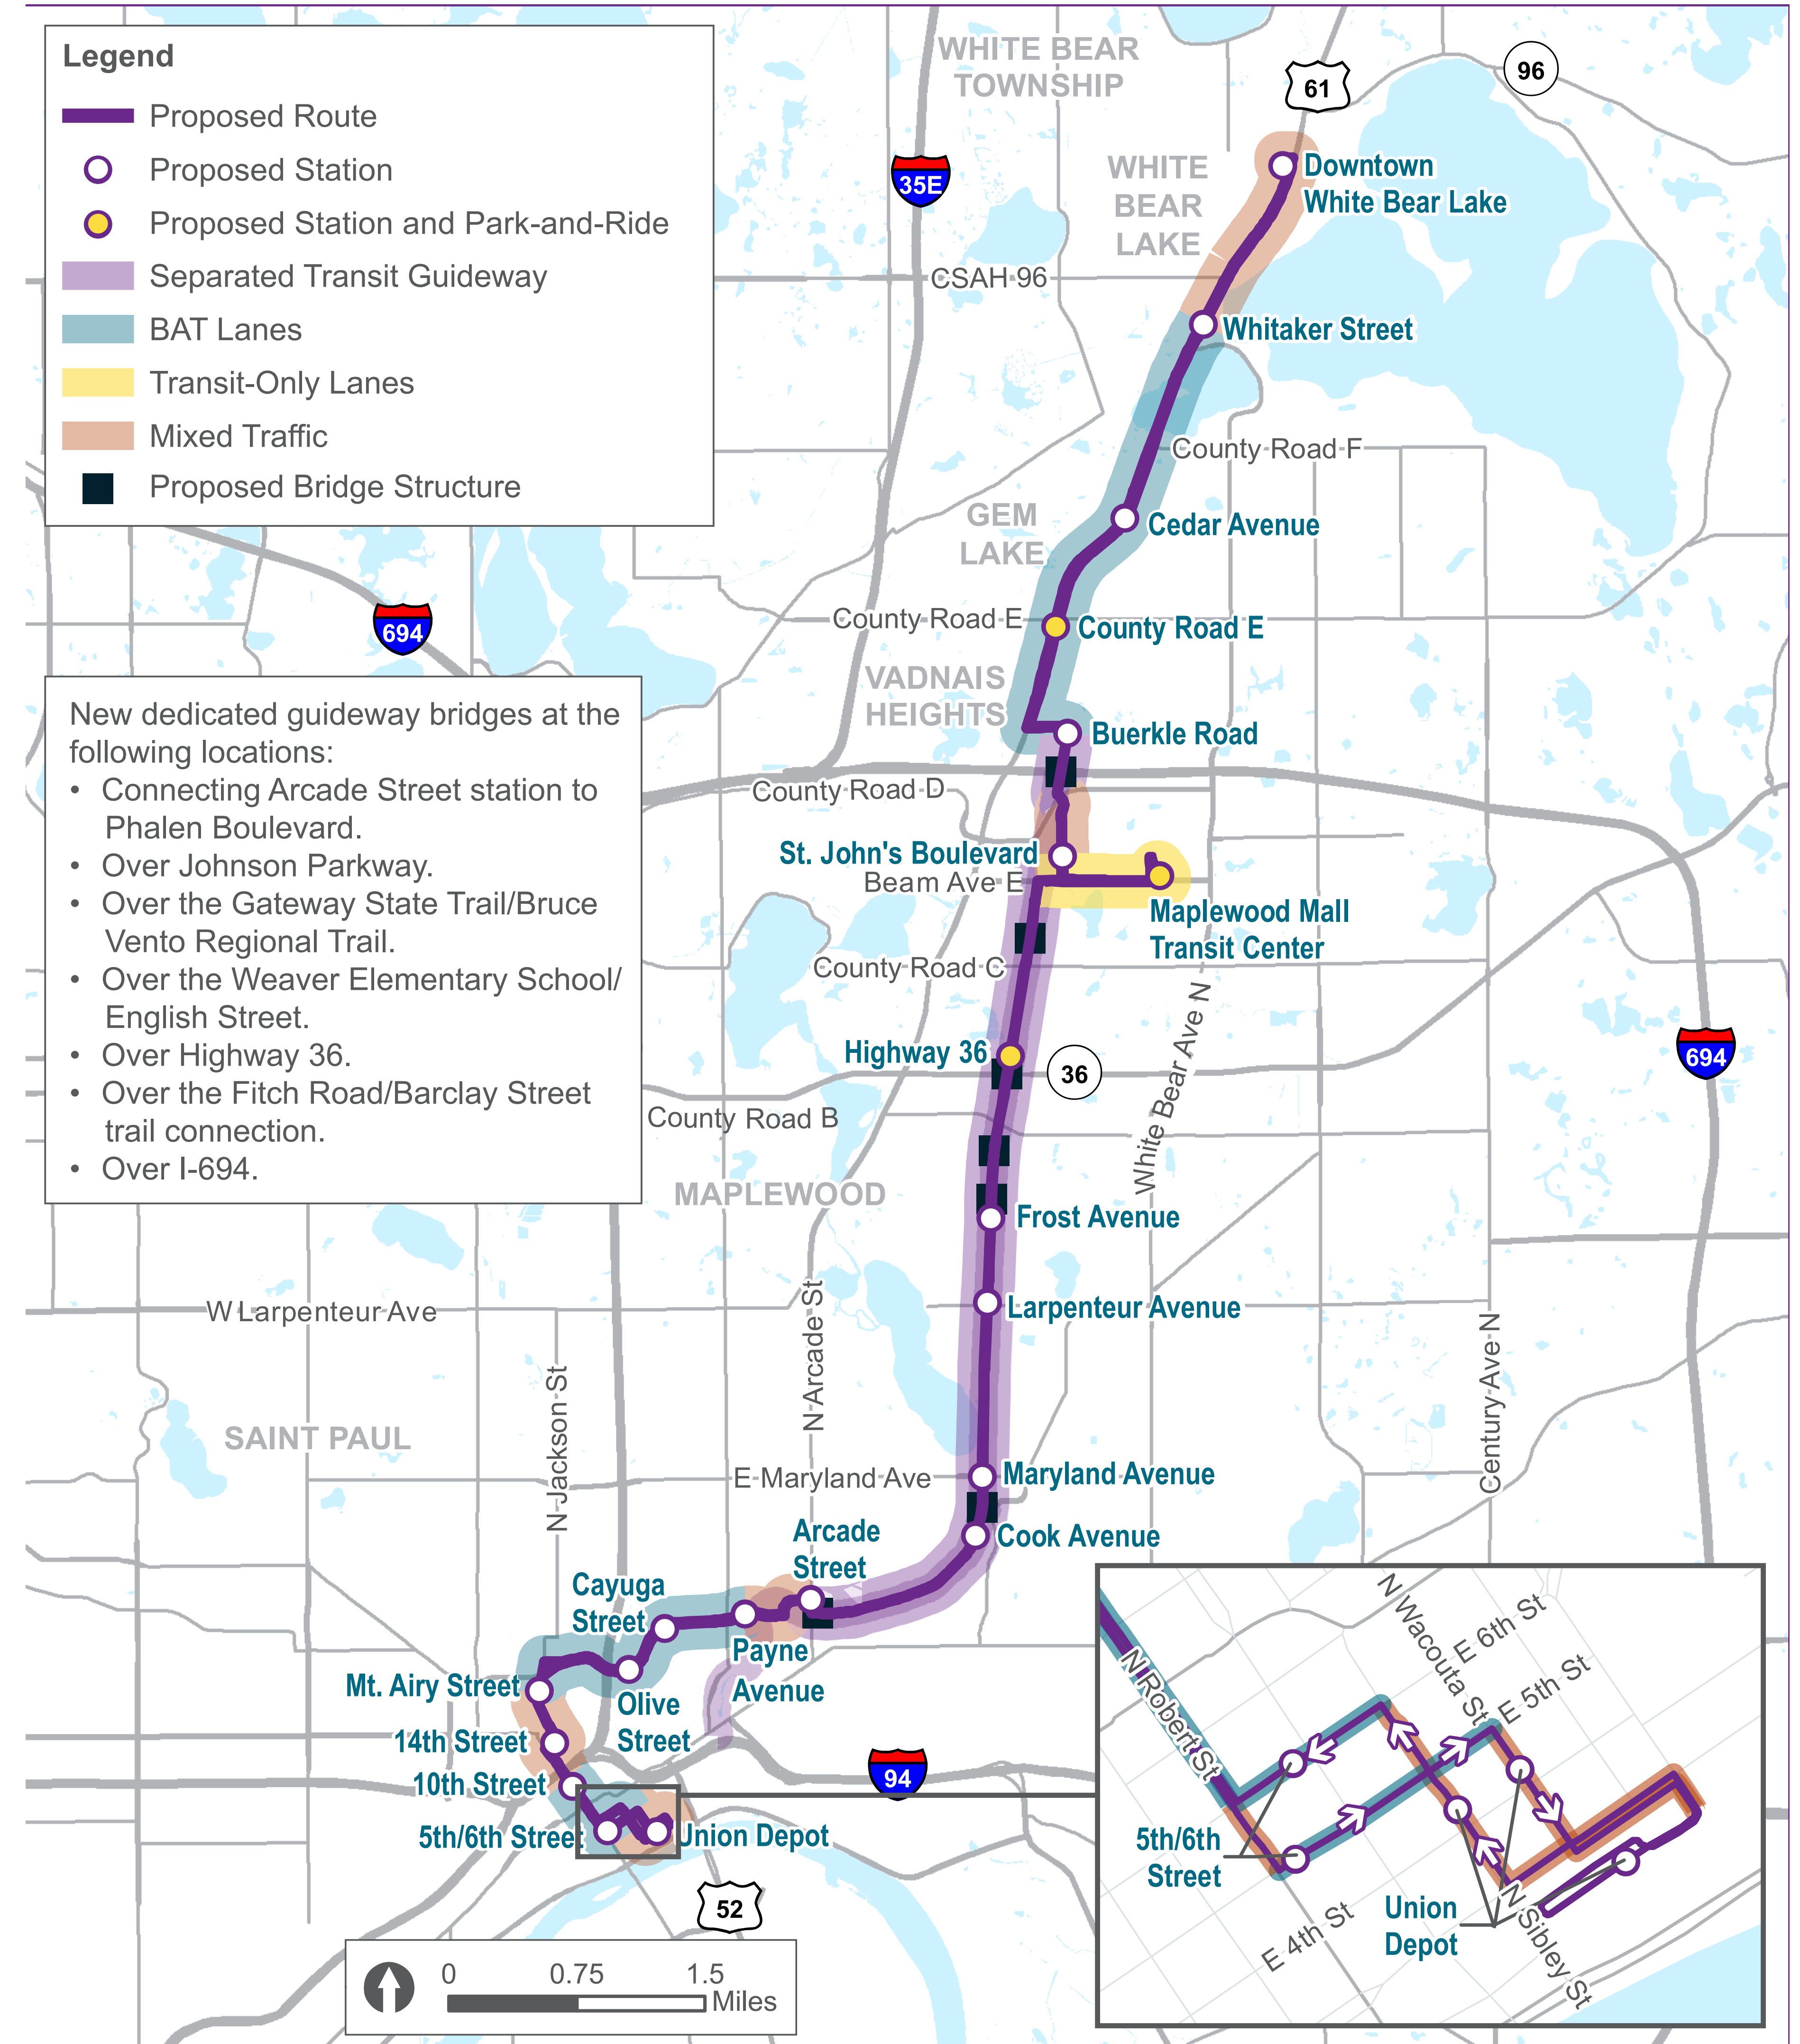 Legend
Proposed Route
Proposed Station
Proposed Station and Park-and-Ride
Separated Transit Guideway
BAT Lanes
Transit-Only Lanes
Mixed Traffic
Proposed Bridge Structure
WHITE BEAR
TOWNSHIP
61
96
35E
WHITE
BEAR
LAKE
Downtown
White Bear Lake
CSAH 96
Whitaker Street
County Road F
GEM
LAKE
Cedar Avenue
694
County Road E
County Road E
VADNAIS
HEIGHTS
Buerkle Road
New dedicated guideway bridges at the
following locations:
• Connecting Arcade Street station to
Phalen Boulevard.
• Over Johnson Parkway.
• Over the Gateway State Trail/Bruce
Vento Regional Trail.
• Over the Weaver Elementary School/
English Street.
• Over Highway 36.
• Over the Fitch Road/Barclay Street
trail connection.
• Over I-694.
County Road D
St. John's Boulevard
Beam Ave E
Maplewood Mall
Transit Center
County Road C
White Bear Ave N
Highway 36
36
694
County Road B
MAPLEWOOD
Frost Avenue
W Larpenteur Ave
Larpenteur Avenue
N Arcade St
N Jackson St
Century Ave N
SAINT PAUL
E Maryland Ave
Maryland Avenue
Arcade
Street
Cook Avenue
Cayuga
Street
Payne
Avenue
Mt. Airy Street
Olive
Street
14th Street
10th Street
94
5th/6th Street
Union Depot
52
0
0.75
1.5
Miles
N Wacouta St
E 6th St
E 5th St
N Robert St
5th/6th
Street
Union
Depot
E 4th St
N Sibley St